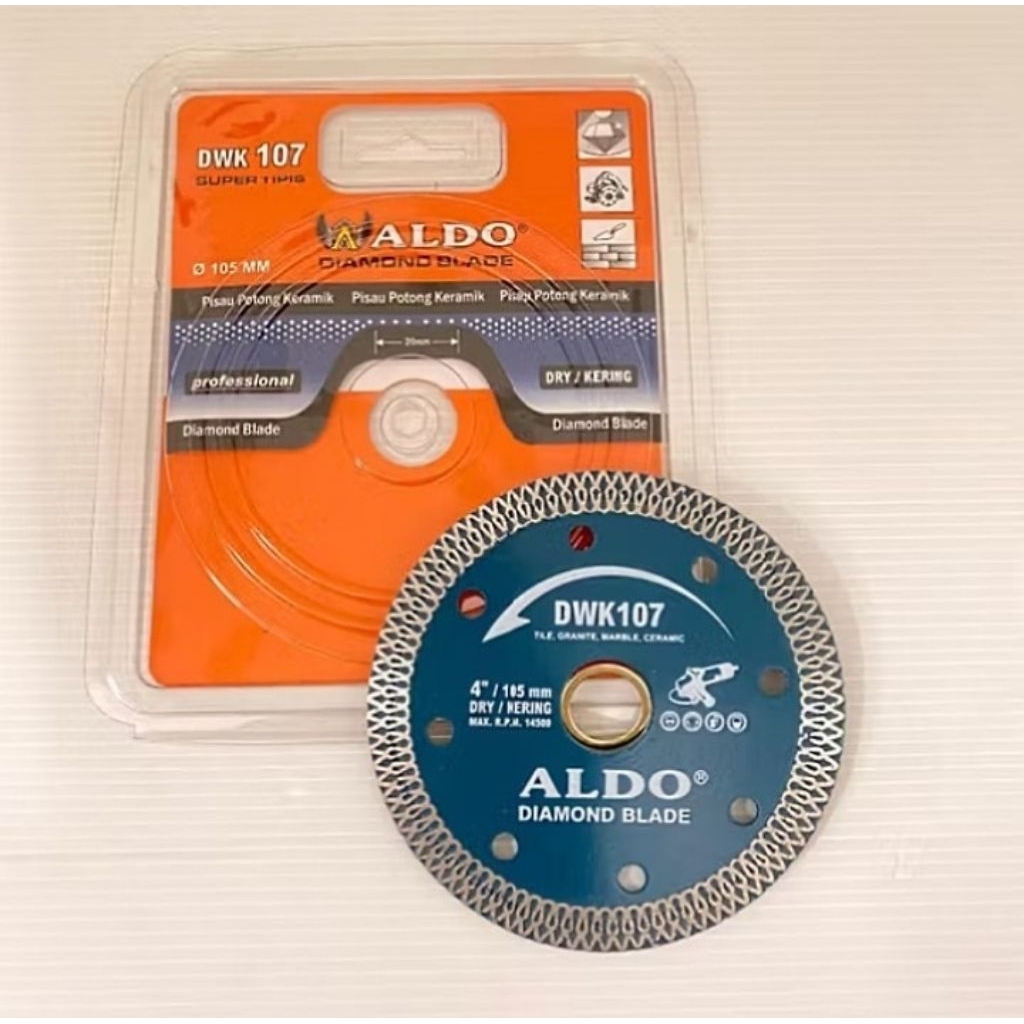 DWK 107
SUPER TIPIS
ALDO®
DIAMOND BLADE
Ø 105 MM
Pisau Potong Keramik Pisau Potong Keramik Pisau Potong Keramik
20mm
professional
DRY / KERING
Diamond Blade
Diamond Blade
DWK107
TILE, GRANITE, MARBLE, CERAMIC
4" / 105 mm
DRY / KERING
MAX. R.P.M. 14500
ALDO®
DIAMOND BLADE